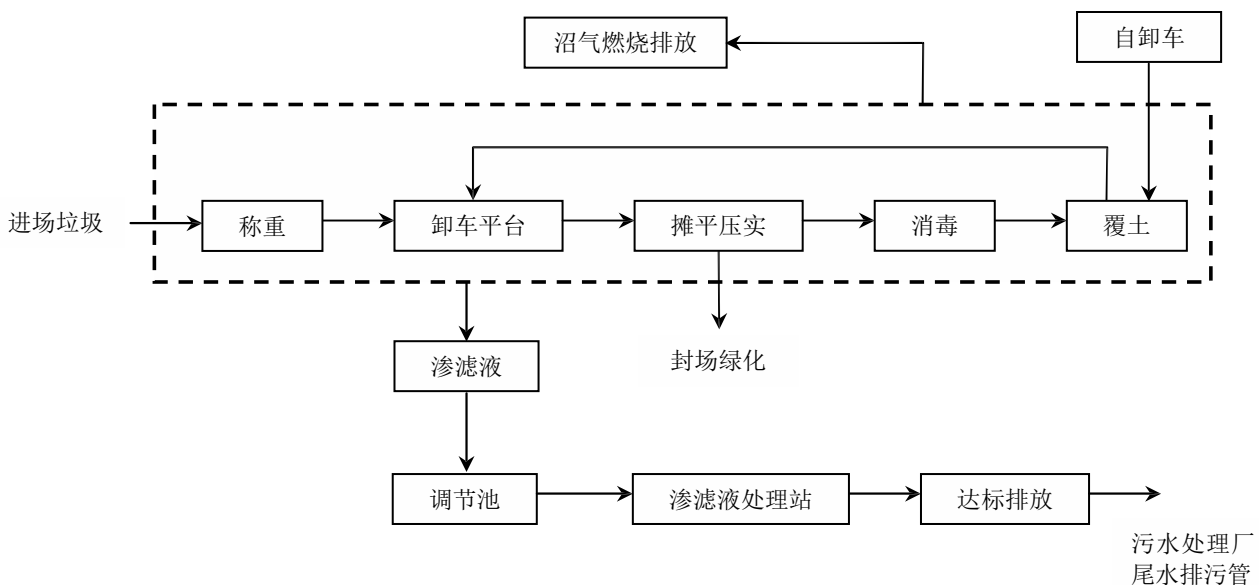 沼气燃烧排放
自卸车
进场垃圾
称重
卸车平台
摊平压实
消毒
覆土
渗滤液
封场绿化
调节池
渗滤液处理站
达标排放
污水处理厂
尾水排污管